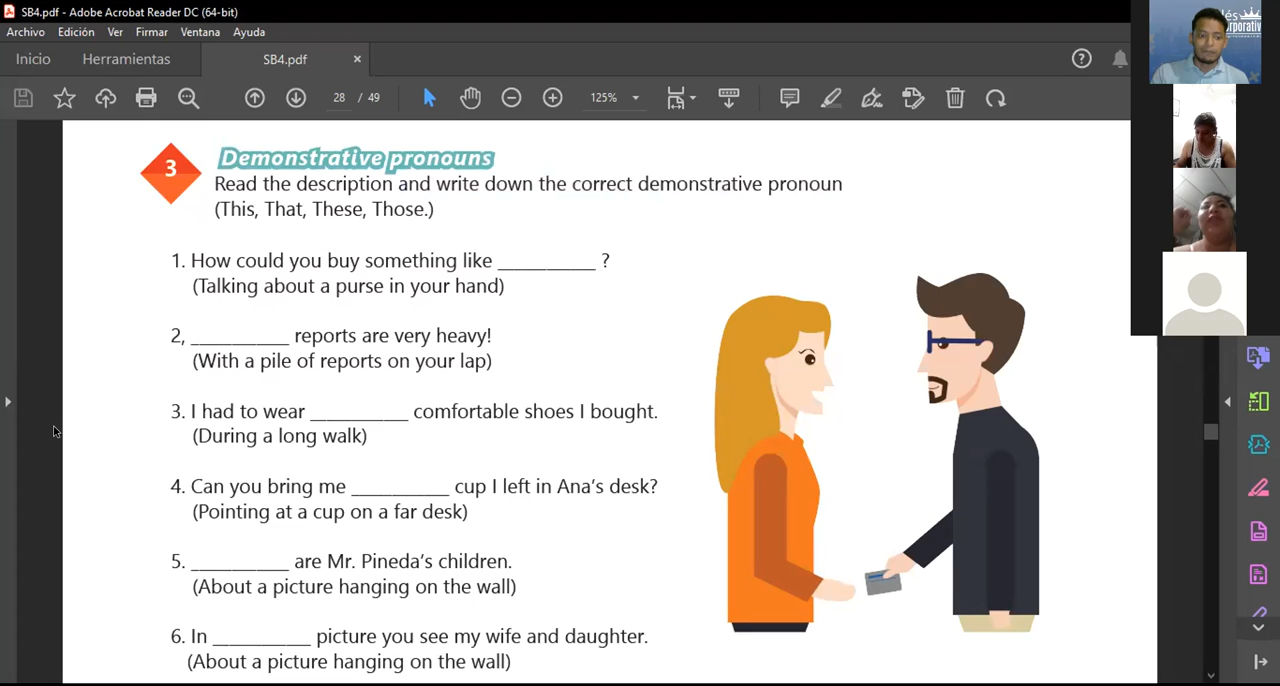 SB4.pdf - Adobe Acrobat Reader DC (64-bit)
Archivo Edición Ver Firmar Ventana Ayuda
Inicio Herramientas SB4.pdf ×
28 / 49 125%
3
Demonstrative pronouns
Read the description and write down the correct demonstrative pronoun
(This, That, These, Those.)
1. How could you buy something like __________ ?
(Talking about a purse in your hand)
2, __________ reports are very heavy!
(With a pile of reports on your lap)
3. I had to wear __________ comfortable shoes I bought.
(During a long walk)
4. Can you bring me __________ cup I left in Ana's desk?
(Pointing at a cup on a far desk)
5. __________ are Mr. Pineda's children.
(About a picture hanging on the wall)
6. In __________ picture you see my wife and daughter.
(About a picture hanging on the wall)